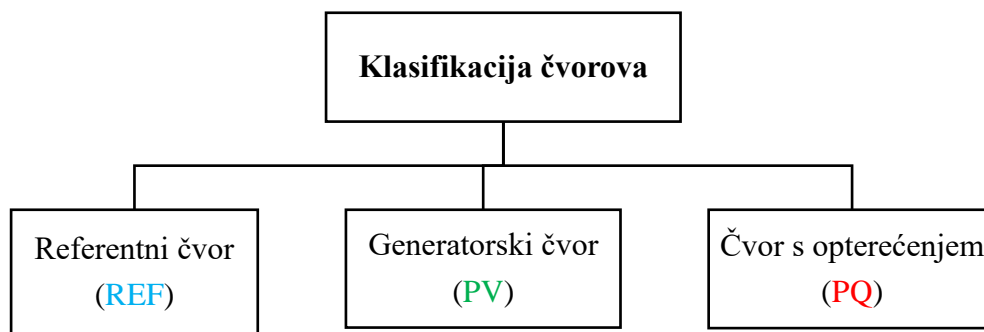 Klasifikacija čvorova
Referentni čvor
(REF)
Generatorski čvor
(PV)
Čvor s opterećenjem
(PQ)